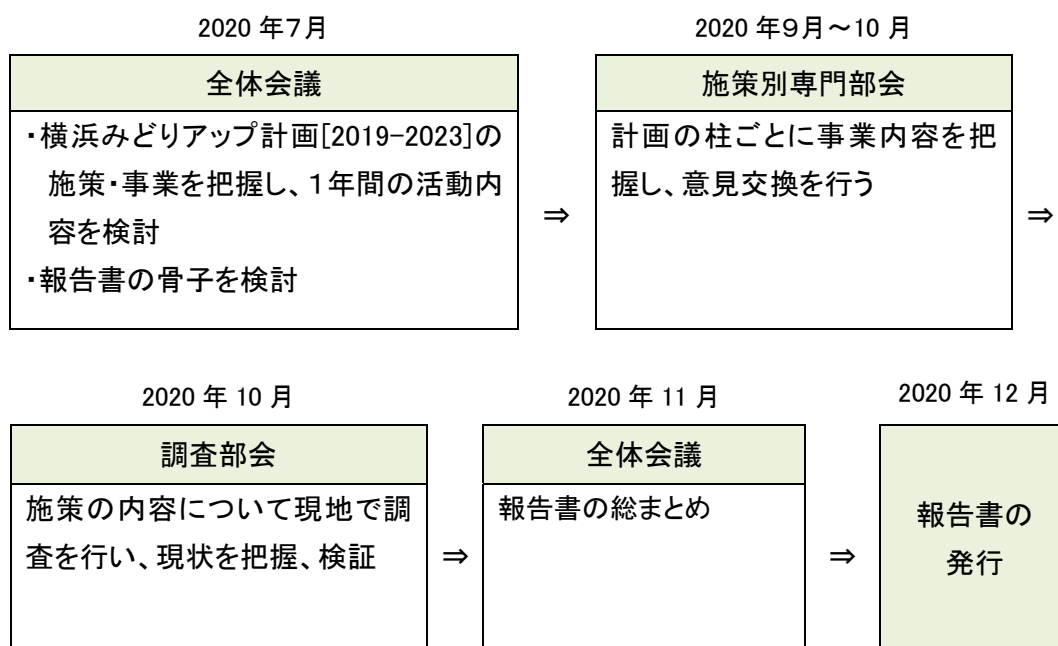 2020 年7月
全体会議
・横浜みどりアップ計画[2019-2023]の
施策・事業を把握し、1年間の活動内
容を検討
・報告書の骨子を検討
⇒
2020 年9月~10 月
施策別専門部会
計画の柱ごとに事業内容を把
握し、意見交換を行う
⇒
2020 年 10 月
調査部会
施策の内容について現地で調
査を行い、現状を把握、検証
⇒
2020 年 11 月
全体会議
報告書の総まとめ
⇒
2020 年 12 月
報告書の
発行